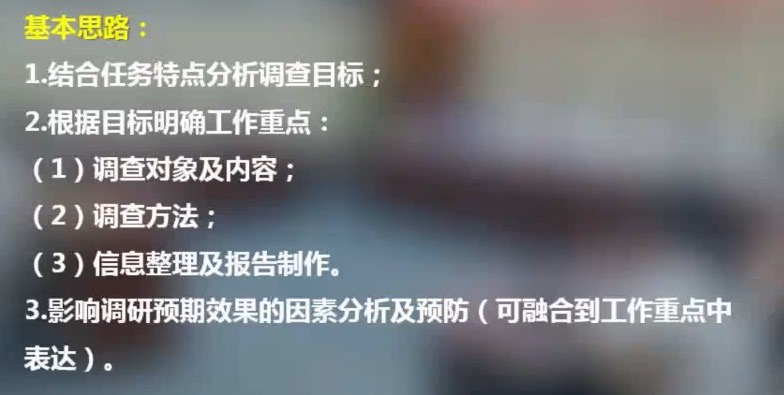 基本思路：
1.结合任务特点分析调查目标；
2.根据目标明确工作重点：
（1）调查对象及内容；
（2）调查方法；
（3）信息整理及报告制作。
3.影响调研预期效果的因素分析及预防（可融合到工作重点中
表达）。